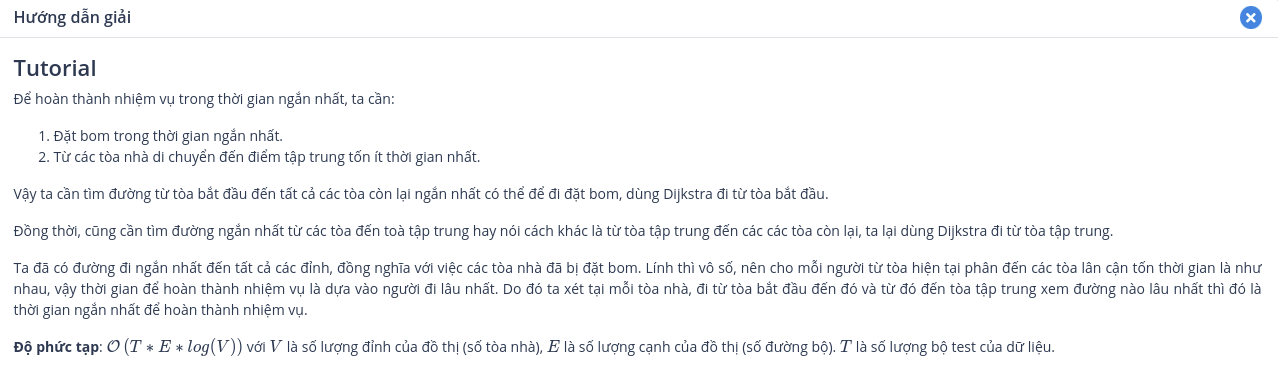 Hướng dẫn giải
Tutorial
Để hoàn thành nhiệm vụ trong thời gian ngắn nhất, ta cần:
1. Đặt bom trong thời gian ngắn nhất.
2. Từ các tòa nhà di chuyển đến điểm tập trung tốn ít thời gian nhất.
Vậy ta cần tìm đường từ tòa bắt đầu đến tất cả các tòa còn lại ngắn nhất có thể để đi đặt bom, dùng Dijkstra đi từ tòa bắt đầu.
Đồng thời, cũng cần tìm đường ngắn nhất từ các tòa đến toà tập trung hay nói cách khác là từ tòa tập trung đến các các tòa còn lại, ta lại dùng Dijkstra đi từ tòa tập trung.
Ta đã có đường đi ngắn nhất đến tất cả các đỉnh, đồng nghĩa với việc các tòa nhà đã bị đặt bom. Lính thì vô số, nên cho mỗi người từ tòa hiện tại phân đến các tòa lân cận tốn thời gian là như
nhau, vậy thời gian để hoàn thành nhiệm vụ là dựa vào người đi lâu nhất. Do đó ta xét tại mỗi tòa nhà, đi từ tòa bắt đầu đến đó và từ đó đến tòa tập trung xem đường nào lâu nhất thì đó là
thời gian ngắn nhất để hoàn thành nhiệm vụ.
Độ phức tạp: O (T ∗ E ∗ log(V)) với V là số lượng đỉnh của đồ thị (số tòa nhà), E là số lượng cạnh của đồ thị (số đường bộ). T là số lượng bộ test của dữ liệu.